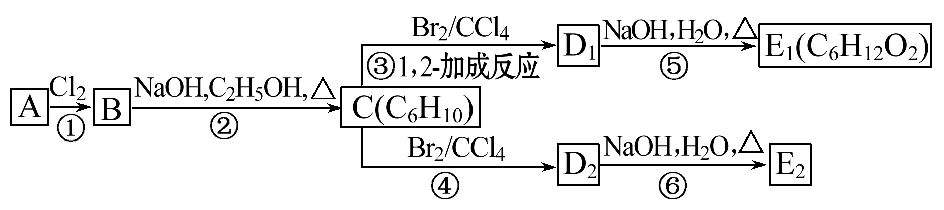 Br₂/CCl₄
③1,2-加成反应
D₁
NaOH,H₂O,△
⑤
E₁(C₆H₁₂O₂)
A
Cl₂
①
B
NaOH,C₂H₅OH,△
②
C(C₆H₁₀)
Br₂/CCl₄
④
D₂
NaOH,H₂O,△
⑥
E₂